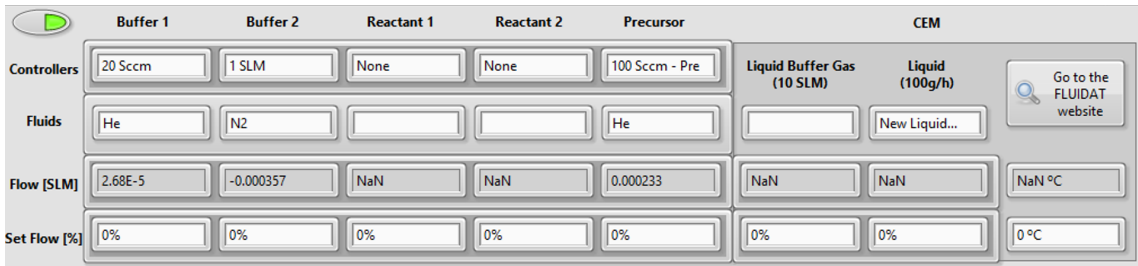 Buffer 1 Buffer 2 Reactant 1 Reactant 2 Precursor CEM
Controllers 20 Sccm 1 SLM None None 100 Sccm - Pre
Liquid Buffer Gas (10 SLM)
Liquid (100g/h)
Go to the FLUIDAT website
Fluids He N2 He New Liquid...
Flow [SLM] 2.68E-5 -0.000357 NaN NaN 0.000233 NaN NaN NaN ºC
Set Flow [%] 0% 0% 0% 0% 0% 0% 0% 0 ºC